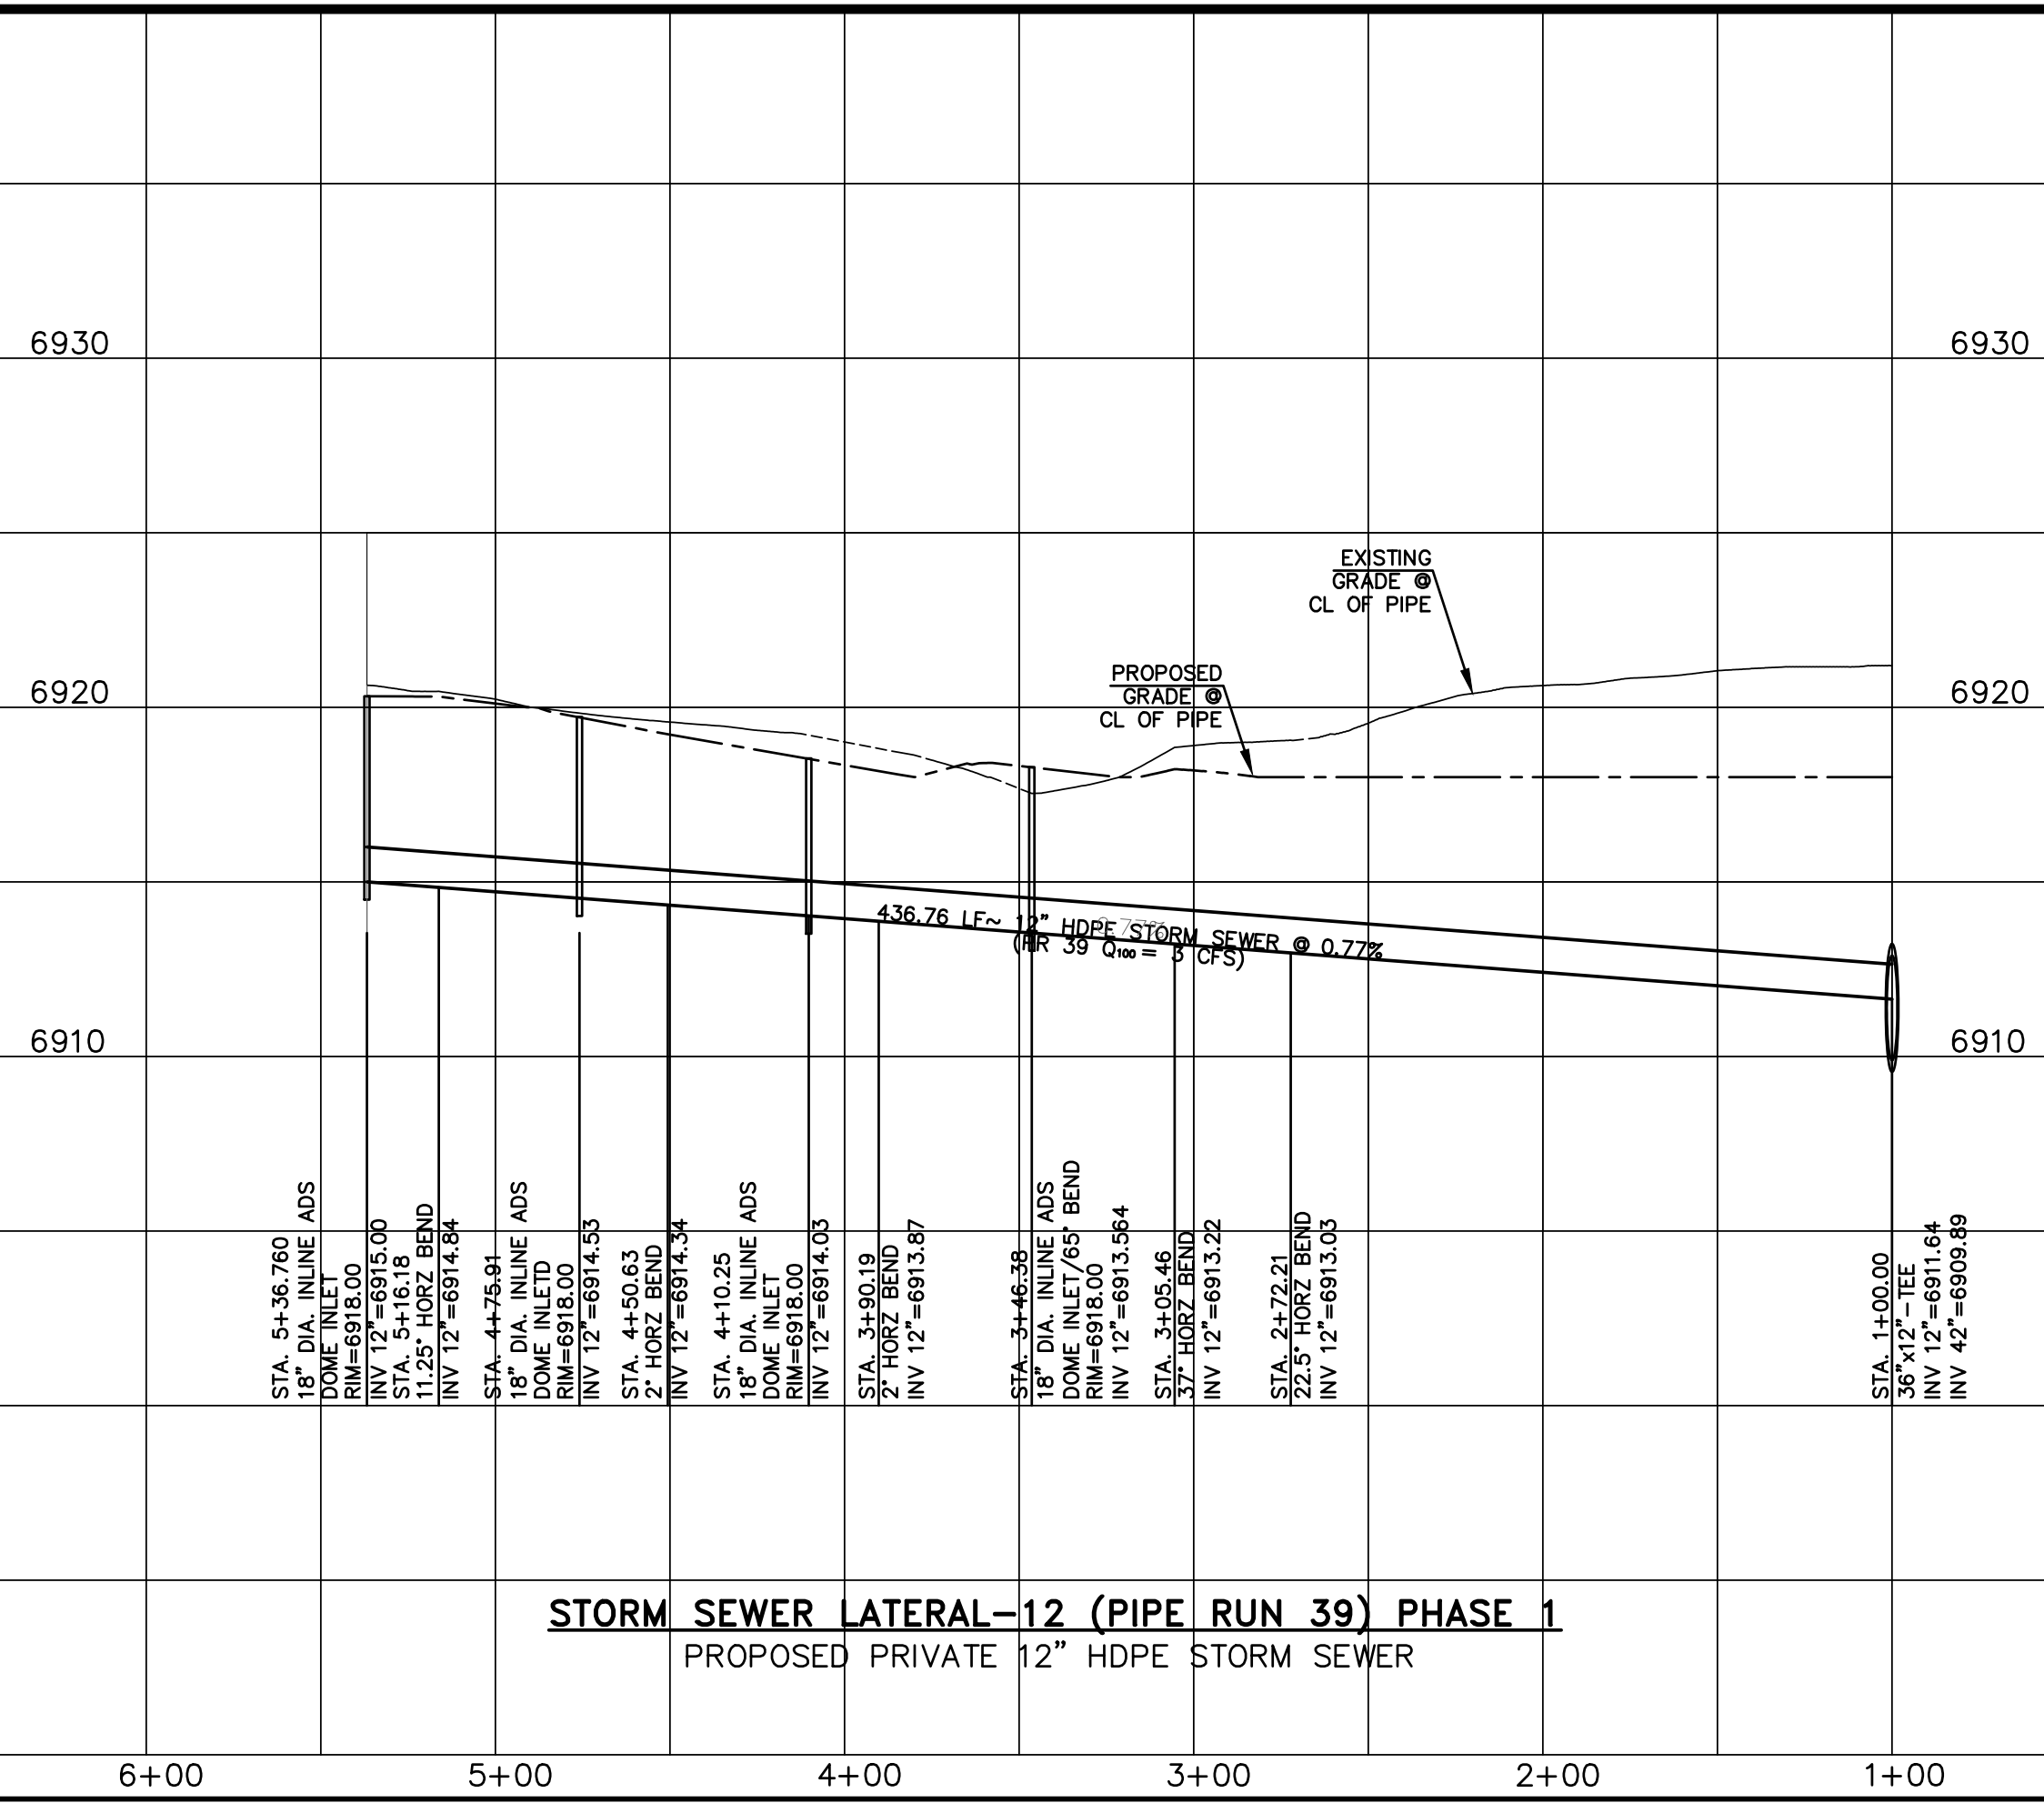 6930
6930
EXISTING
GRADE @
CL OF PIPE
PROPOSED
GRADE @
CL OF PIPE
6920
6920
436.76 LF~ 12" HDPE STORM SEWER @ 0.77%
0.77%
(PR 39 Q100 = 3 CFS)
6910
6910
STA. 5+36.760
18" DIA. INLINE ADS
DOME INLET
RIM=6918.00
INV 12"=6915.00
STA. 5+16.18
11.25° HORZ BEND
INV 12"=6914.84
STA. 4+75.91
18" DIA. INLINE ADS
DOME INLETD
RIM=6918.00
INV 12"=6914.53
STA. 4+50.63
2° HORZ BEND
INV 12"=6914.34
STA. 4+10.25
18" DIA. INLINE ADS
DOME INLET
RIM=6918.00
INV 12"=6914.03
STA. 3+90.19
2° HORZ BEND
INV 12"=6913.87
STA. 3+46.38
18" DIA. INLINE ADS
DOME INLET/65° BEND
RIM=6918.00
INV 12"=6913.564
STA. 3+05.46
37° HORZ BEND
INV 12"=6913.22
STA. 2+72.21
22.5° HORZ BEND
INV 12"=6913.03
STA. 1+00.00
36"x12"-TEE
INV 12"=6911.64
INV 42"=6909.89
STORM SEWER LATERAL-12 (PIPE RUN 39) PHASE 1
PROPOSED PRIVATE 12" HDPE STORM SEWER
6+00 5+00 4+00 3+00 2+00 1+00